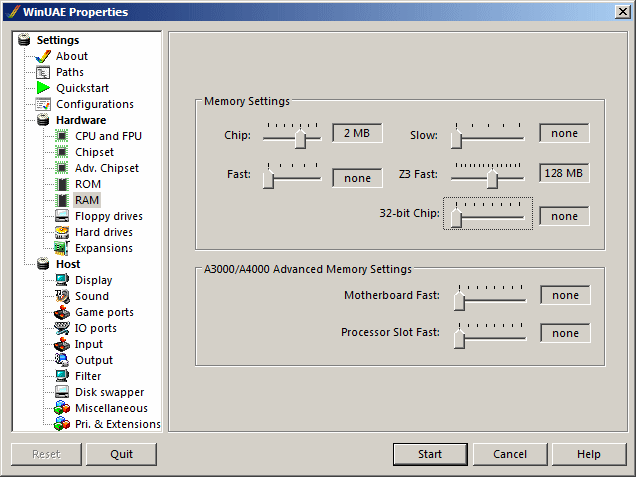 WinUAE Properties
Settings
About
Paths
Quickstart
Configurations
Hardware
CPU and FPU
Chipset
Adv. Chipset
ROM
RAM
Floppy drives
Hard drives
Expansions
Host
Display
Sound
Game ports
IO ports
Input
Output
Filter
Disk swapper
Miscellaneous
Pri. & Extensions
Memory Settings
Chip: 2 MB Slow: none
Fast: none Z3 Fast: 128 MB
32-bit Chip: none
A3000/A4000 Advanced Memory Settings
Motherboard Fast: none
Processor Slot Fast: none
Reset Quit Start Cancel Help